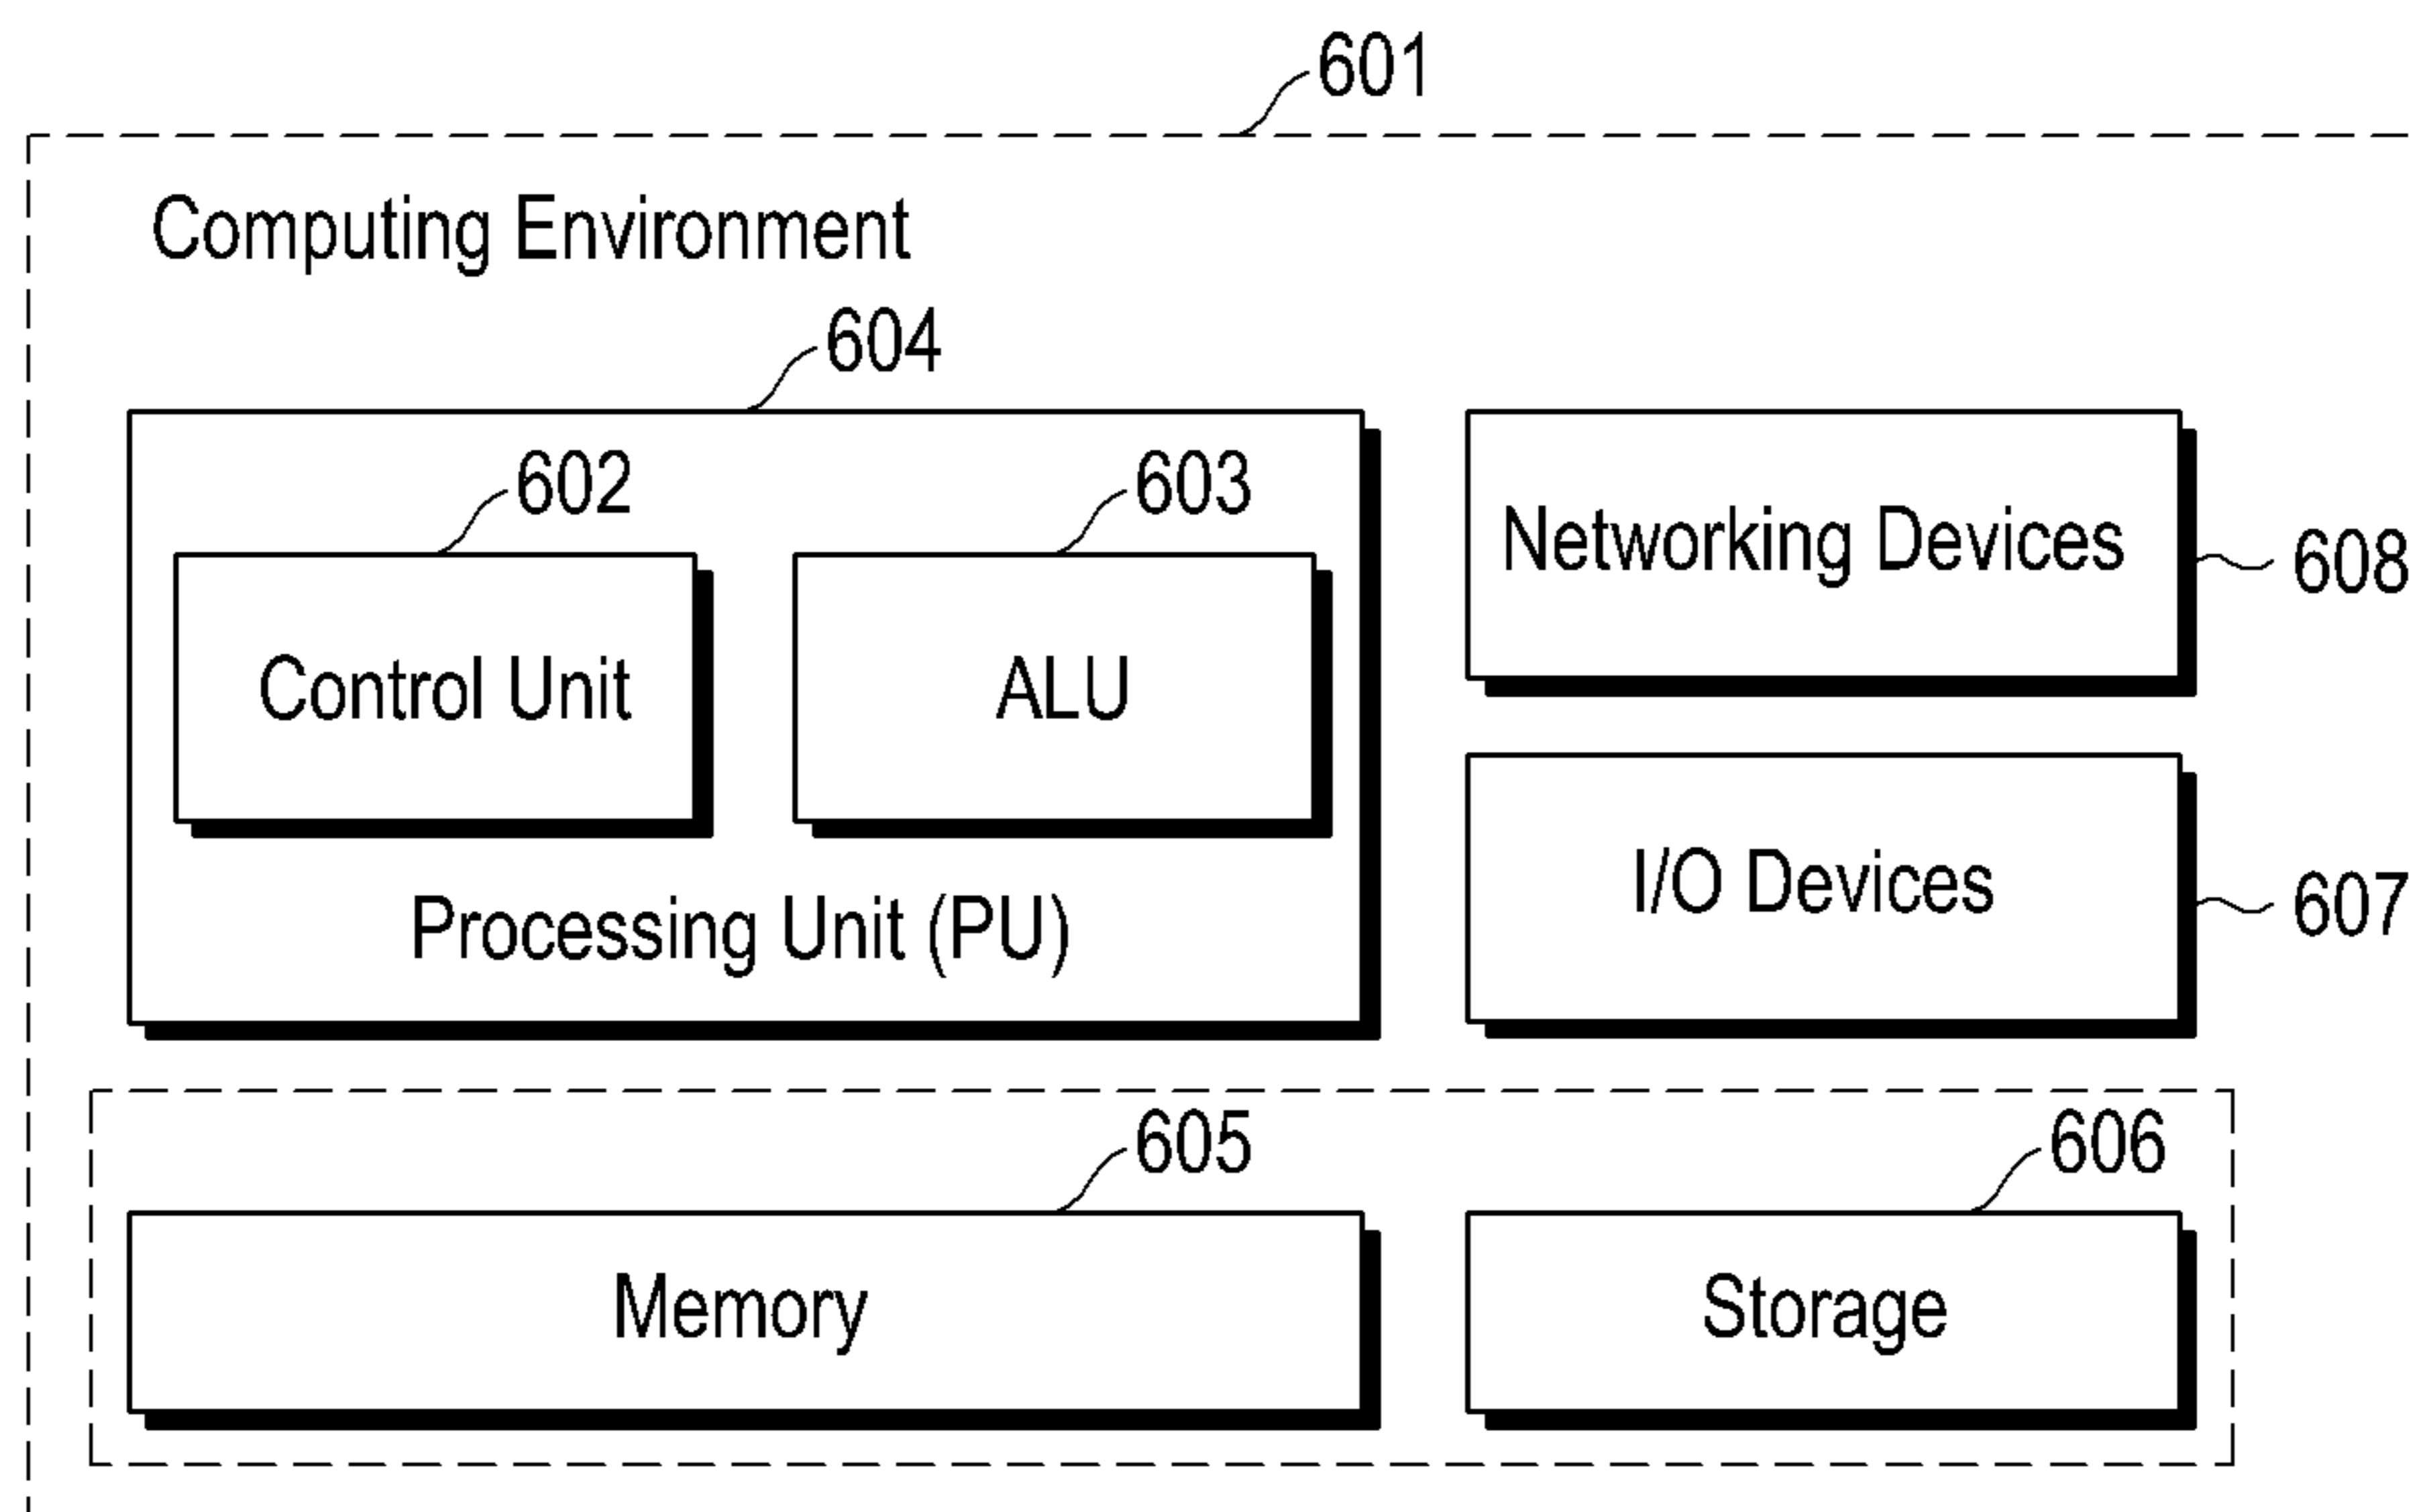 601
Computing Environment
604
602
603
Control Unit
ALU
Processing Unit (PU)
Networking Devices
608
I/O Devices
607
605
606
Memory
Storage